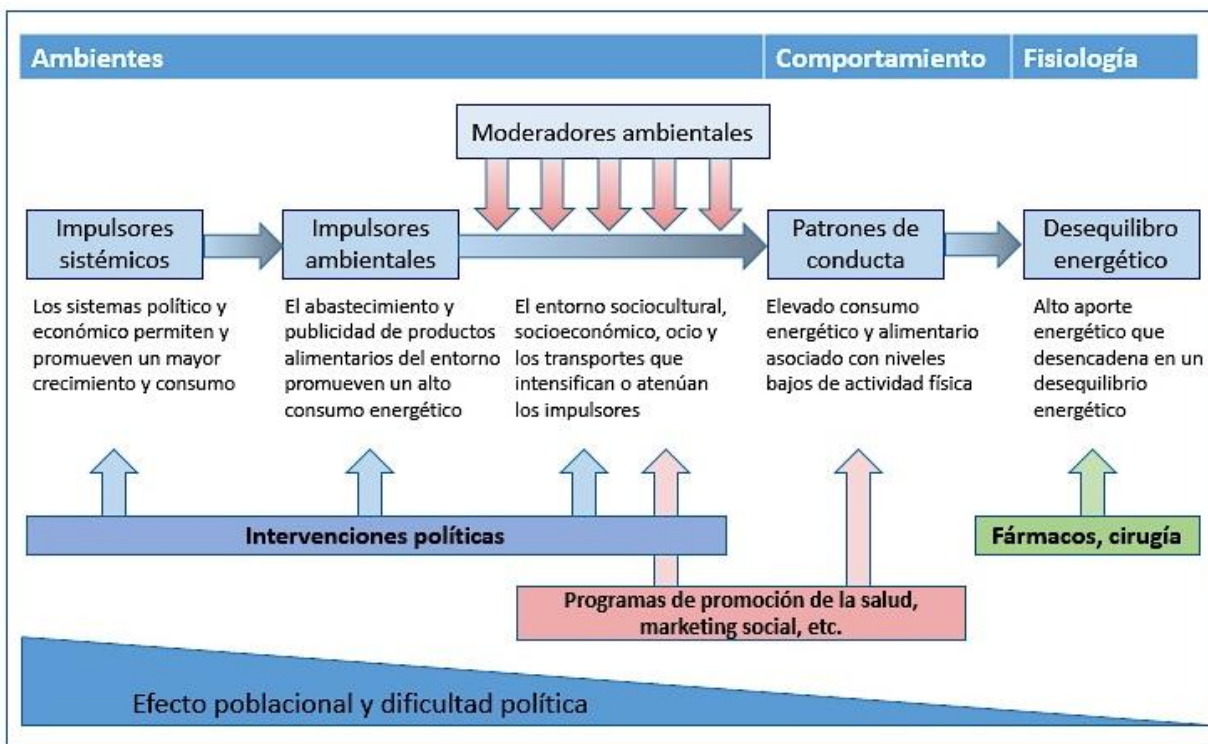 Ambientes
Comportamiento
Fisiología
Moderadores ambientales
Impulsores
sistémicos
Impulsores
ambientales
Patrones de
conducta
Desequilibro
energético
Los sistemas político y
económico permiten y
promueven un mayor
crecimiento y consumo
El abastecimiento y
publicidad de productos
alimentarios del entorno
promueven un alto
consumo energético
El entorno sociocultural,
socioeconómico, ocio y
los transportes que
intensifican o atenúan
los impulsores
Elevado consumo
energético y alimentario
asociado con niveles
bajos de actividad física
Alto aporte
energético que
desencadena en un
desequilibrio
energético
Intervenciones políticas
Fármacos, cirugía
Programas de promoción de la salud,
marketing social, etc.
Efecto poblacional y dificultad política